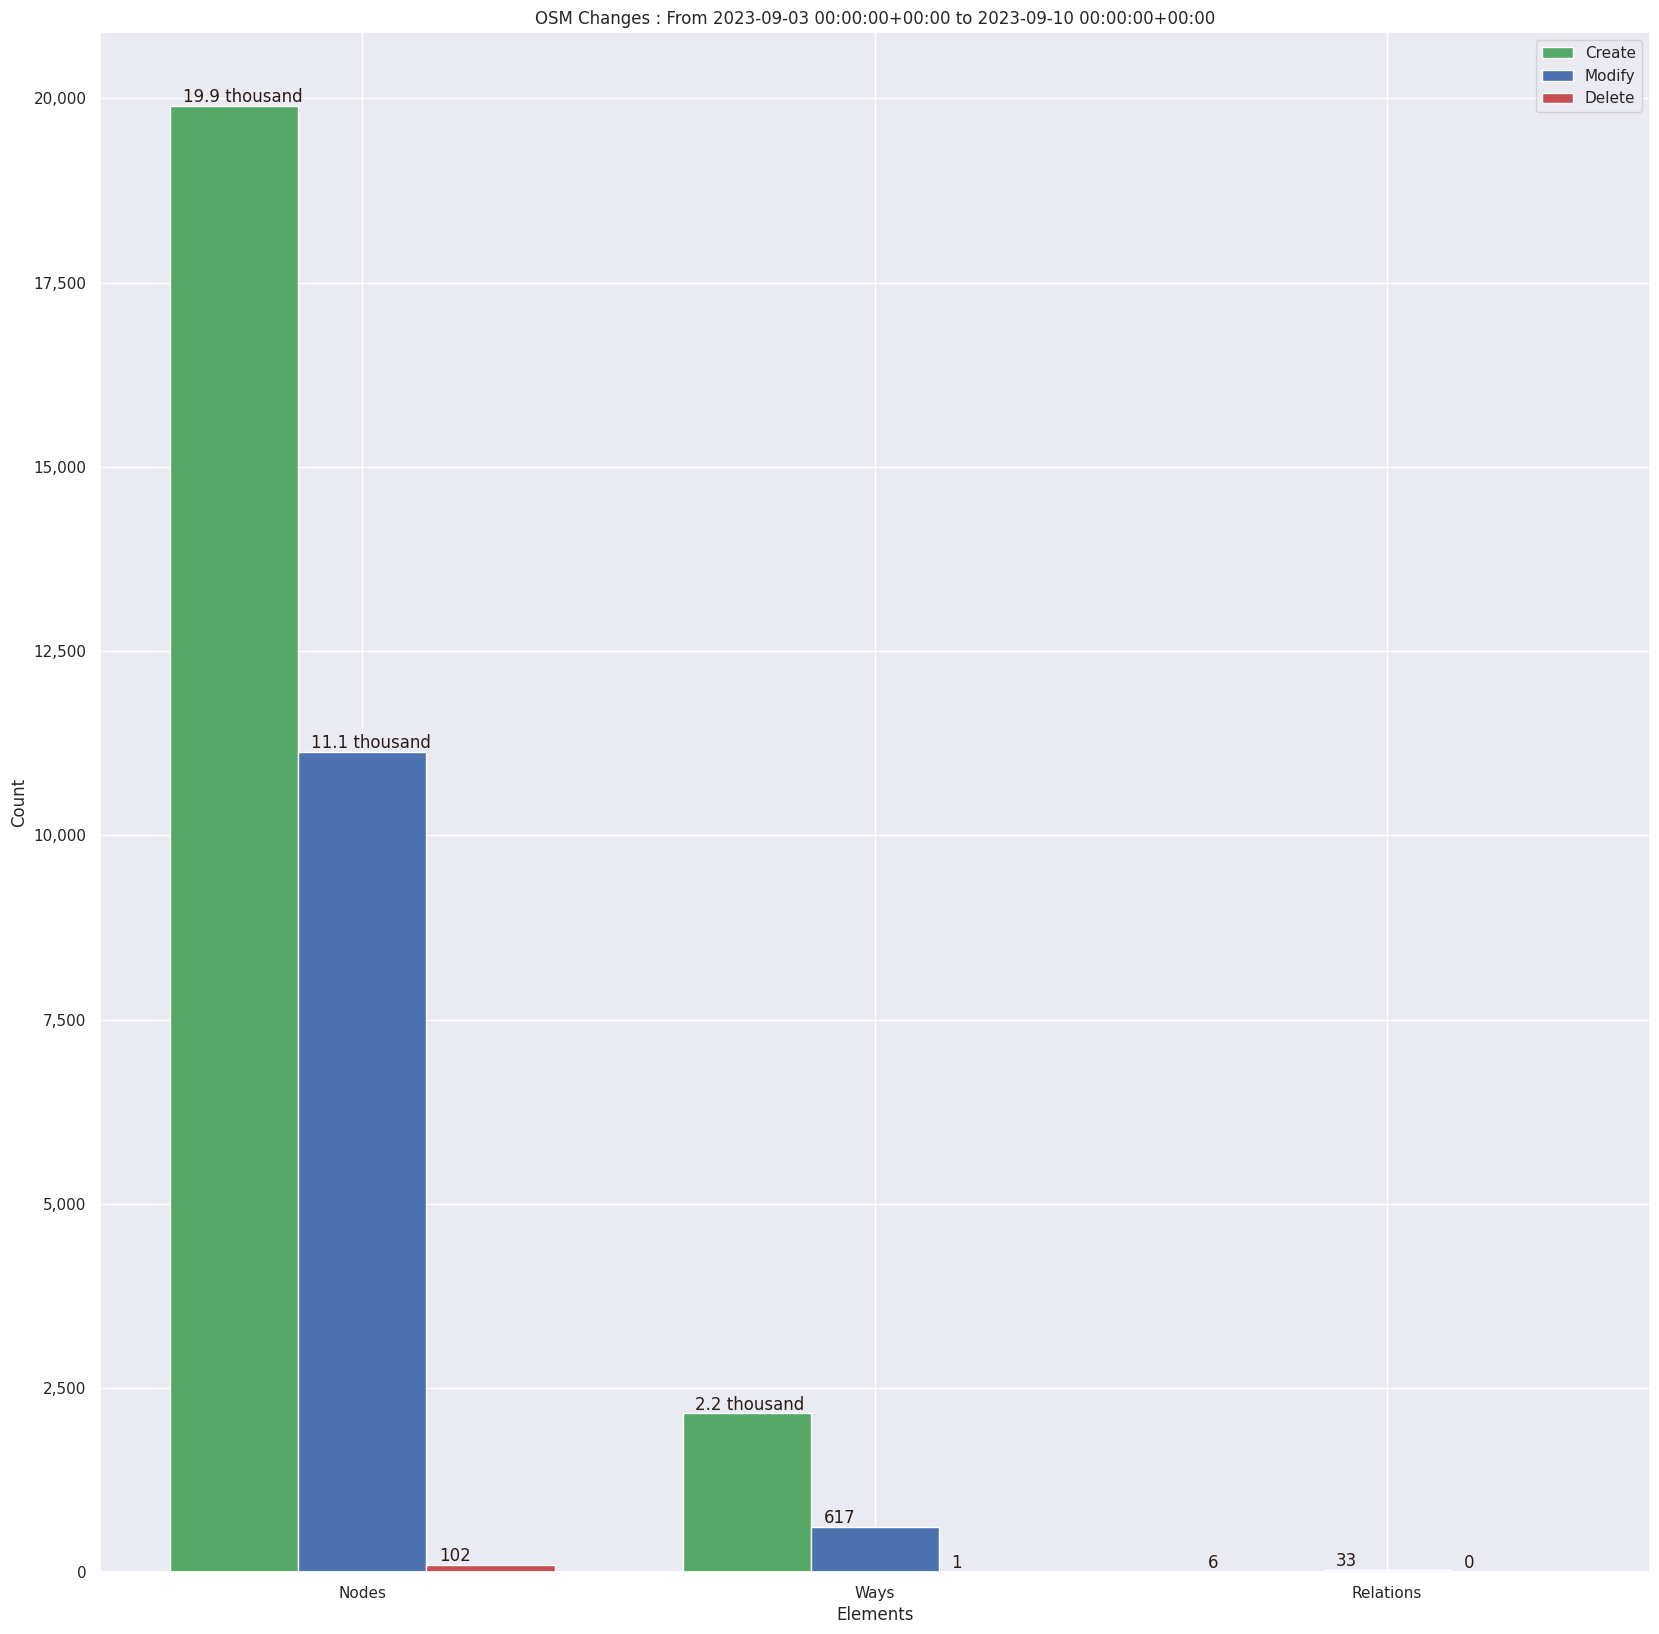 OSM Changes : From 2023-09-03 00:00:00+00:00 to 2023-09-10 00:00:00+00:00
Create
Modify
Delete
20,000
17,500
15,000
12,500
10,000
7,500
5,000
2,500
0
Count
19.9 thousand
11.1 thousand
102
2.2 thousand
617
1
6
33
0
Nodes
Ways
Relations
Elements